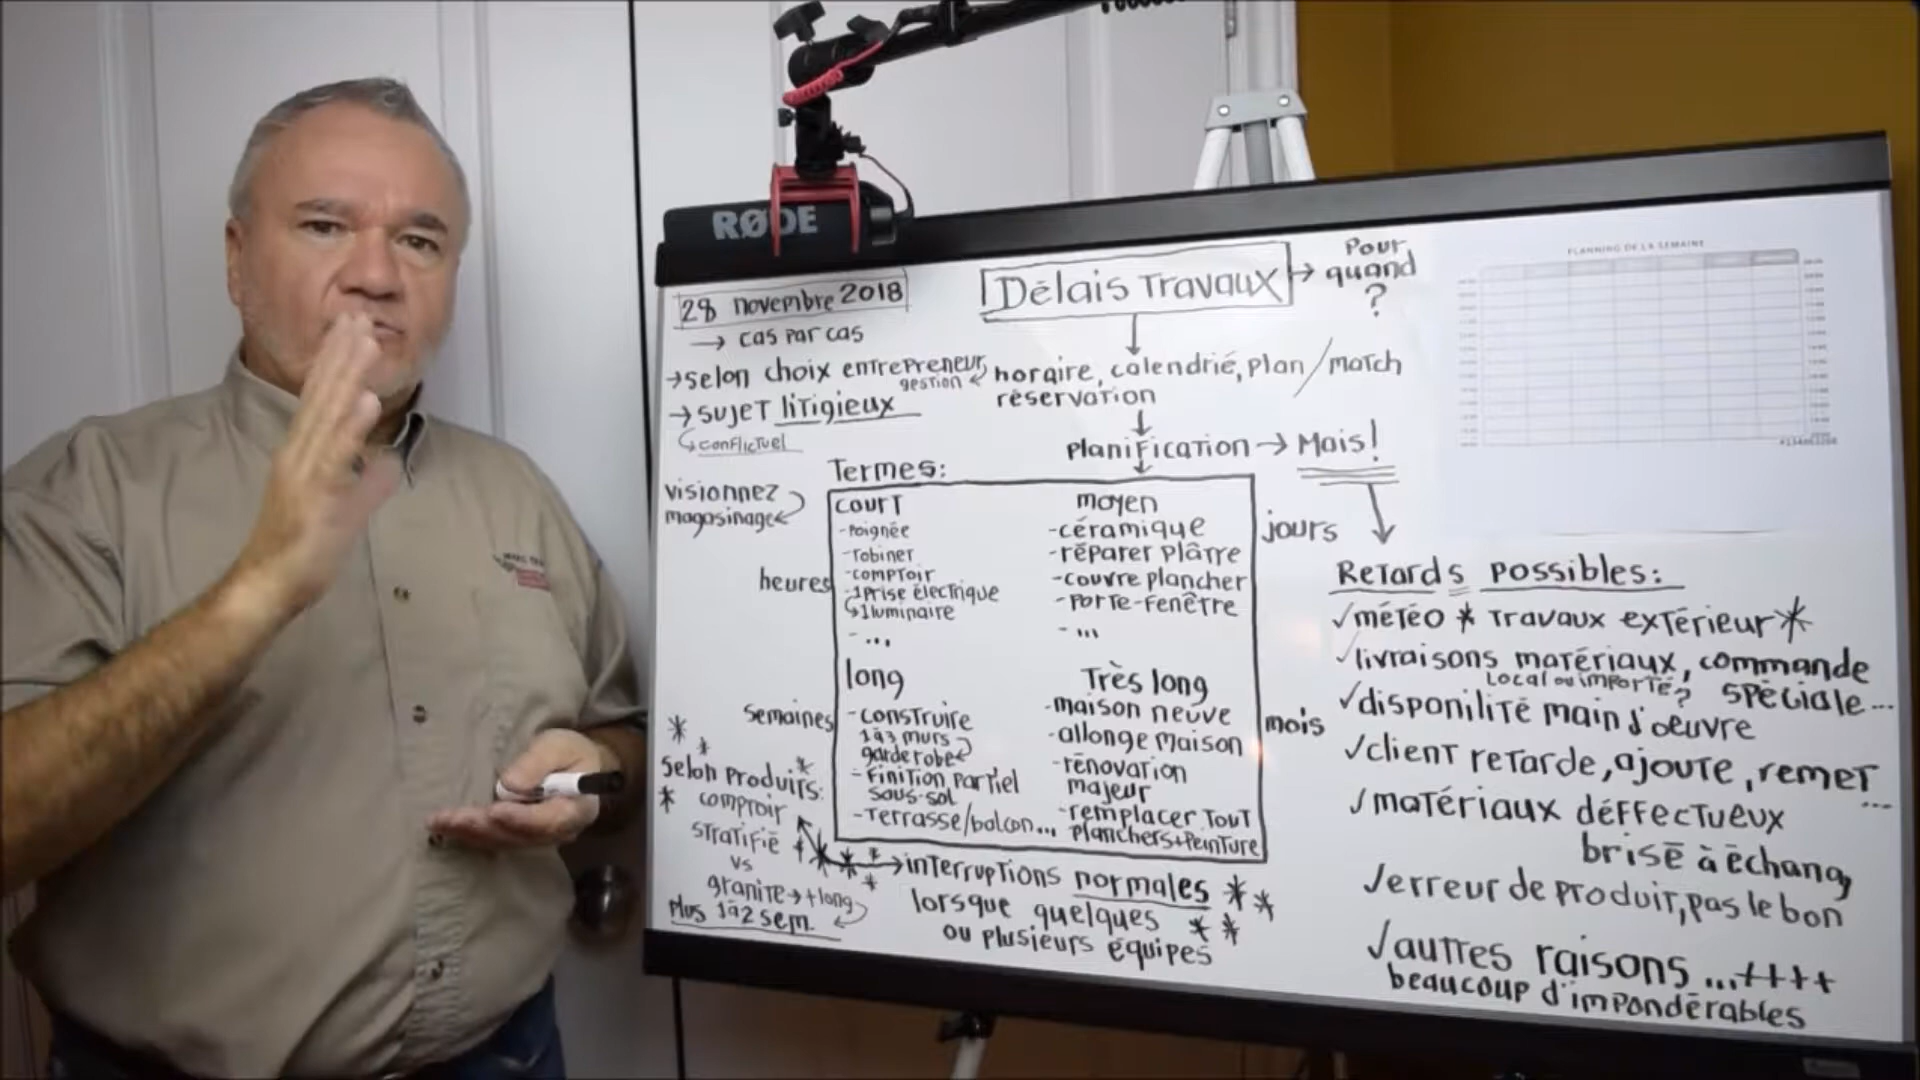 RØDE
28 novembre 2018
→ cas par cas
→ selon choix entrepreneur
gestion
→ sujet litigieux
conflictuel
Délais Travaux → Pour quand ?
horaire, calendrié, plan/match
réservation
planification → Mais!
PLANNING DE LA SEMAINE
visionnez
magasinage
Termes:
court
-poignée
-robinet
-comptoir
-1 prise électrique
1 luminaire
- ...
heures
moyen
-céramique
-réparer plâtre
-couvre plancher
-porte-fenêtre
- ...
jours
long
-construire
1 à 3 murs
garde robe
-finition partiel
sous-sol
-terrasse/balcon...
semaines
Très long
-maison neuve
-allonge maison
-rénovation
majeur
-remplacer tout
planchers+peinture
mois
selon produits:
comptoir
stratifié
vs
granite → + long
plus 1 à 2 sem.
→ interruptions normales
lorsque quelques
ou plusieurs équipes
Retards possibles:
✓météo * travaux extérieur *
✓livraisons matériaux, commande
local ou importé? spéciale...
✓disponilité main d'oeuvre
✓client retarde, ajoute, remet
...
✓matériaux déffectueux
brisé à échang
✓erreur de produit, pas le bon
✓autres raisons ...++++
beaucoup d'impondérables